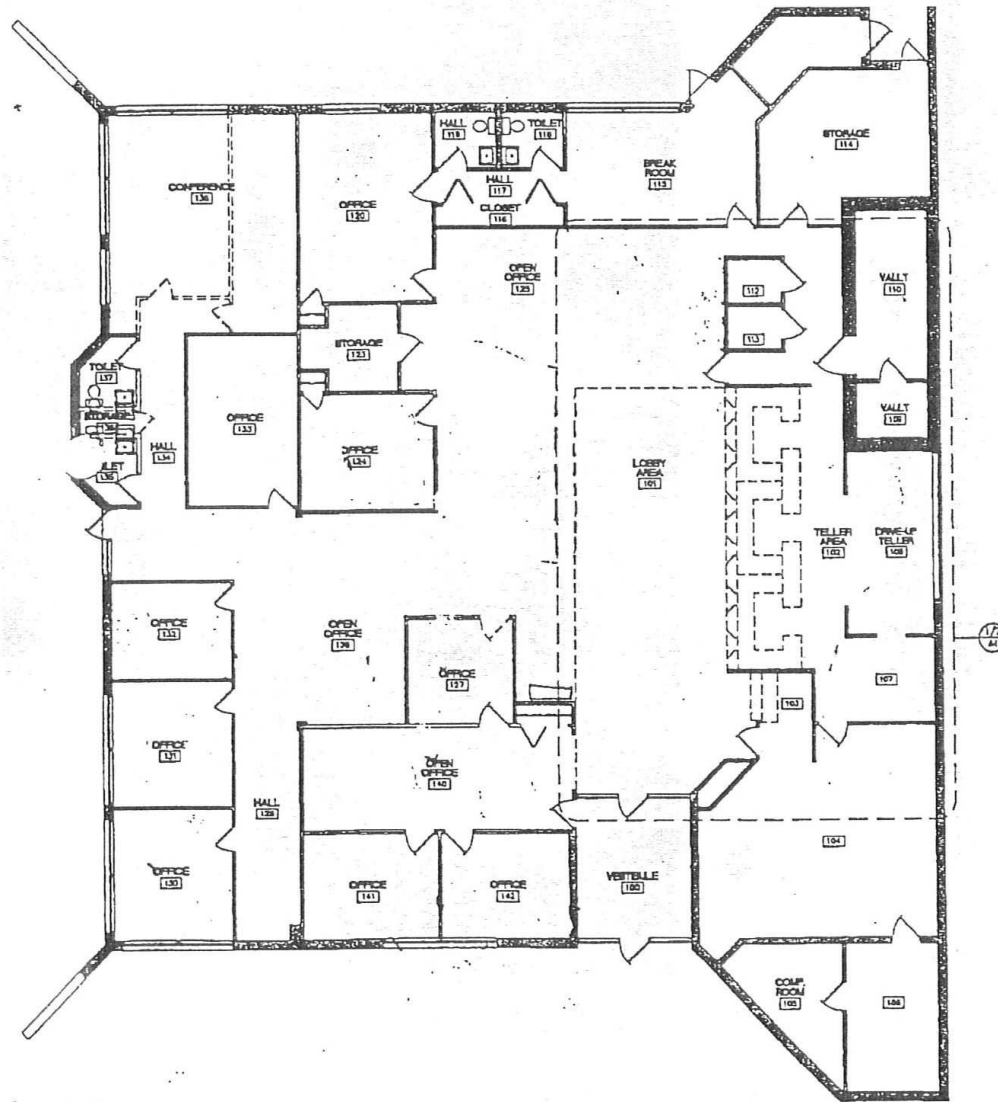 HALL
119
TOILET
118
STORAGE
114
BREAK
ROOM
115
HALL
117
CLOSET
116
CONFERENCE
136
OFFICE
120
OPEN
OFFICE
125
VAULT
110
112
113
STORAGE
123
TOILET
137
STORAGE
OFFICE
133
VAULT
109
HALL
134
OFFICE
124
LOBBY
AREA
101
135
TELLER
AREA
102
DRIVE-UP
TELLER
108
OFFICE
132
OPEN
OFFICE
126
OFFICE
127
107
103
OFFICE
131
OPEN
OFFICE
140
HALL
104
OFFICE
130
OFFICE
141
OFFICE
142
VESTIBULE
100
COMP.
ROOM
105
106